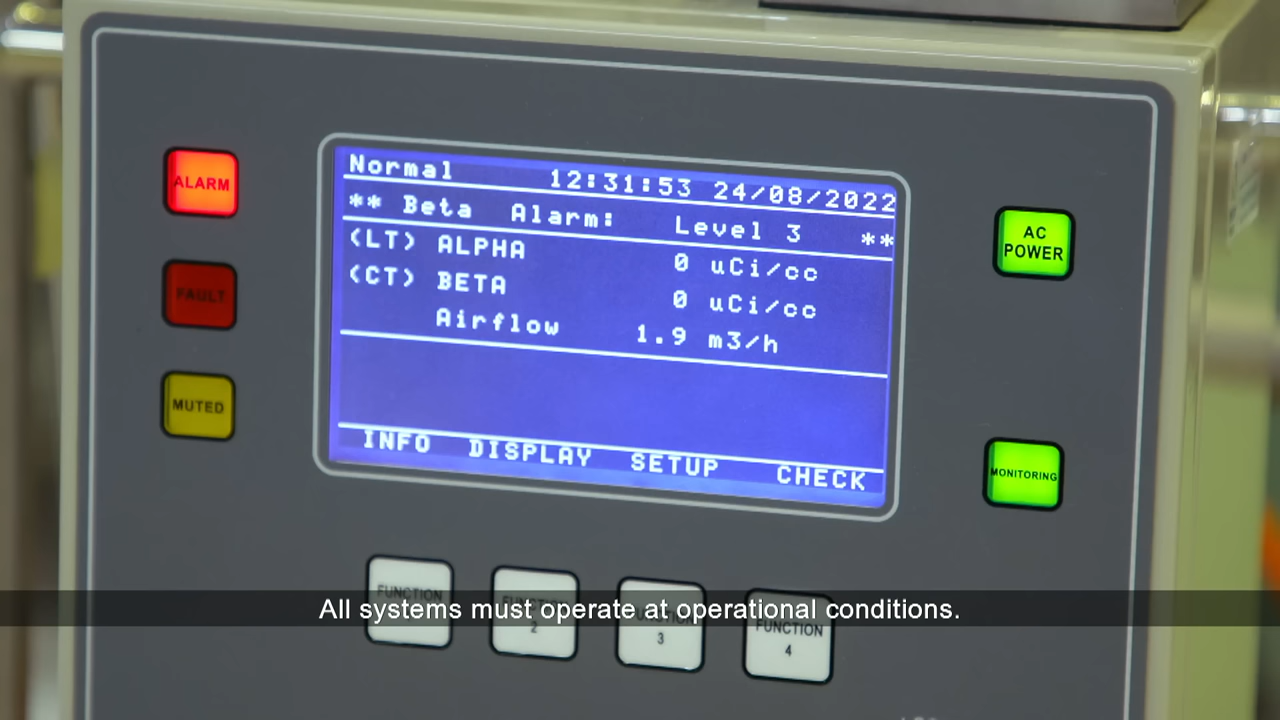 Normal 12:31:53 24/08/2022
** Beta Alarm: Level 3 **
(LT) ALPHA 0 uCi/cc
(CT) BETA 0 uCi/cc
Airflow 1.9 m3/h
INFO DISPLAY SETUP CHECK
ALARM
FAULT
MUTED
AC
POWER
MONITORING
FUNCTION
2
3
FUNCTION
4
All systems must operate at operational conditions.